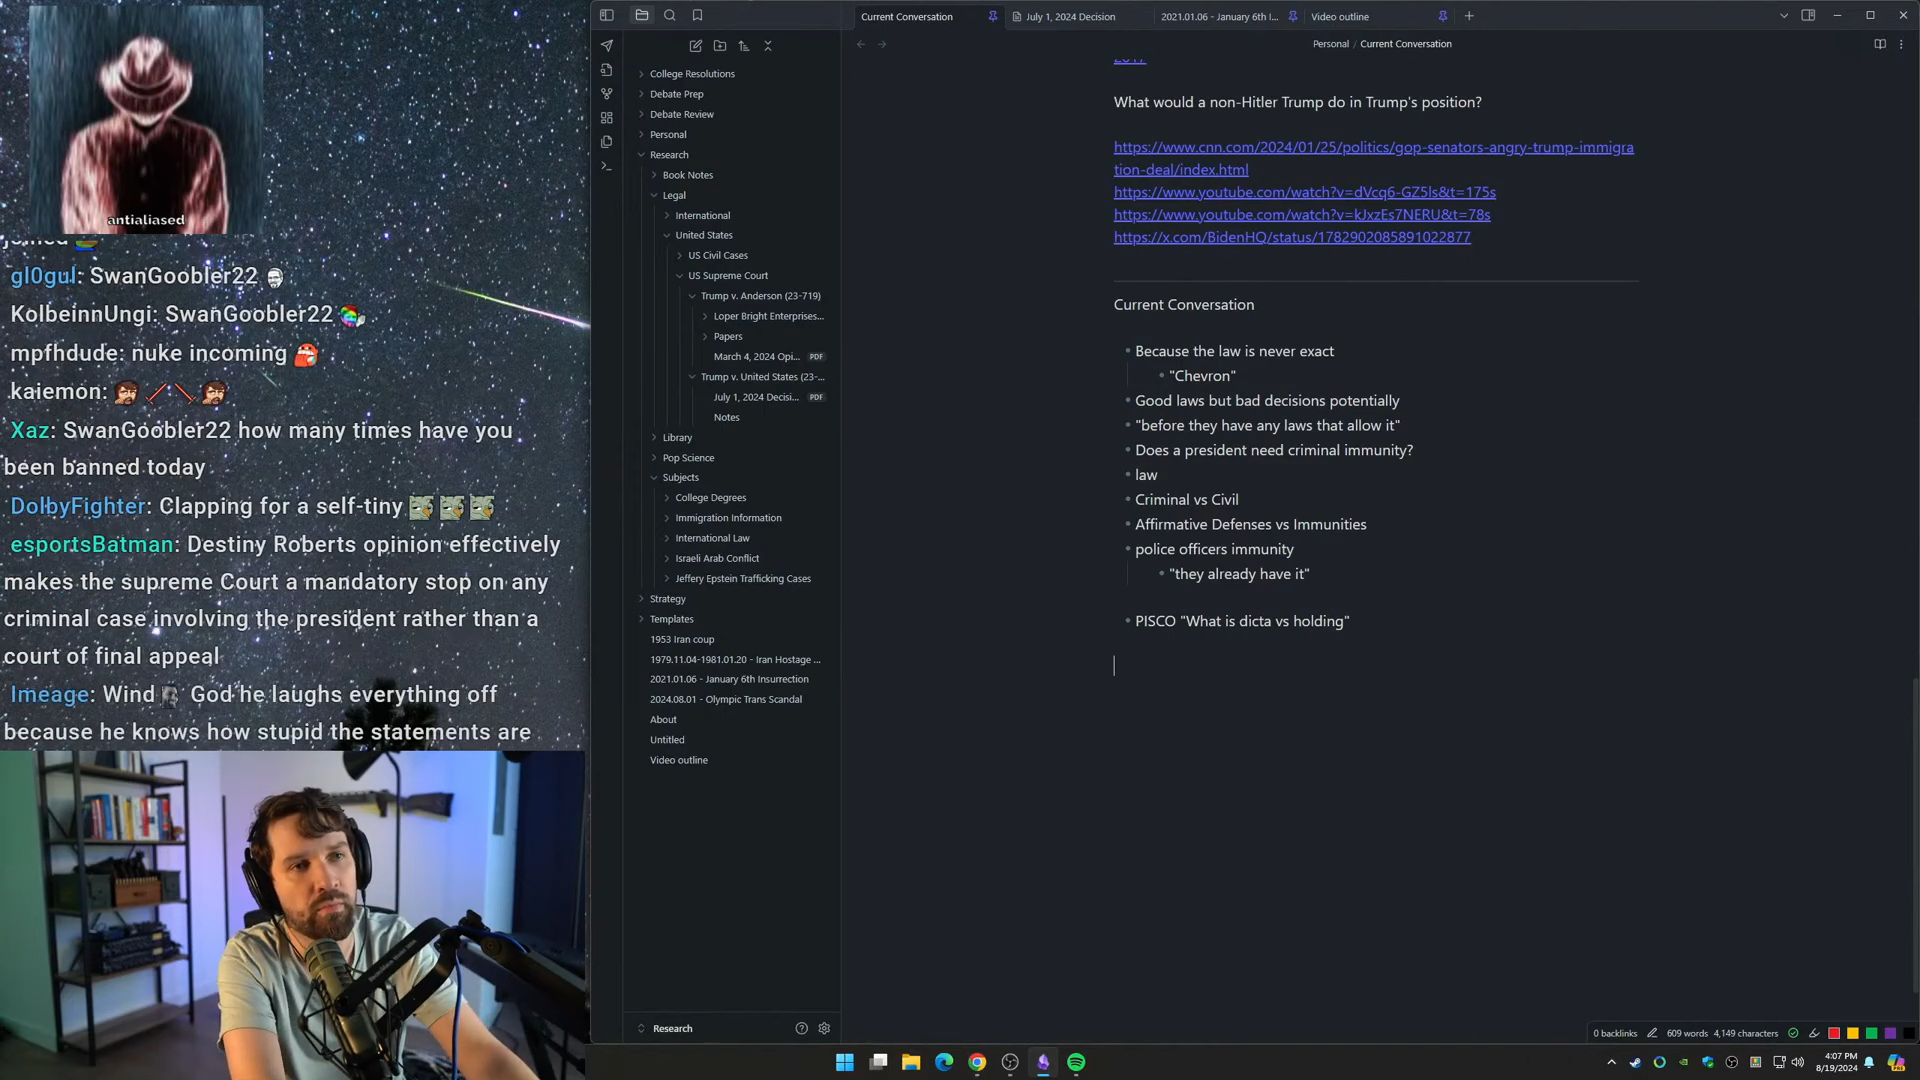 antialiased
gl0gul: SwanGoobler22
KolbeinnUngi: SwanGoobler22
mpfhdude: nuke incoming
kaiemon:
Xaz: SwanGoobler22 how many times have you
been banned today
DolbyFighter: Clapping for a self-tiny
esportsBatman: Destiny Roberts opinion effectively
makes the supreme Court a mandatory stop on any
criminal case involving the president rather than a
court of final appeal
Imeage: Wind God he laughs everything off
because he knows how stupid the statements are
College Resolutions
Debate Prep
Debate Review
Personal
Research
Book Notes
Legal
International
United States
US Civil Cases
US Supreme Court
Trump v. Anderson (23-719)
Loper Bright Enterprises...
Papers
March 4, 2024 Opi... PDF
Trump v. United States (23-...
July 1, 2024 Decisi... PDF
Notes
Library
Pop Science
Subjects
College Degrees
Immigration Information
International Law
Israeli Arab Conflict
Jeffery Epstein Trafficking Cases
Strategy
Templates
1953 Iran coup
1979.11.04-1981.01.20 - Iran Hostage ...
2021.01.06 - January 6th Insurrection
2024.08.01 - Olympic Trans Scandal
About
Untitled
Video outline
Research
Current Conversation
July 1, 2024 Decision
2021.01.06 - January 6th I...
Video outline
Personal / Current Conversation
What would a non-Hitler Trump do in Trump's position?
https://www.cnn.com/2024/01/25/politics/gop-senators-angry-trump-immigra
tion-deal/index.html
https://www.youtube.com/watch?v=dVcq6-GZ5ls&t=175s
https://www.youtube.com/watch?v=kJxzEs7NERU&t=78s
https://x.com/BidenHQ/status/1782902085891022877
Current Conversation
Because the law is never exact
"Chevron"
Good laws but bad decisions potentially
"before they have any laws that allow it"
Does a president need criminal immunity?
law
Criminal vs Civil
Affirmative Defenses vs Immunities
police officers immunity
"they already have it"
PISCO "What is dicta vs holding"
0 backlinks 609 words 4,149 characters
4:07 PM
8/19/2024